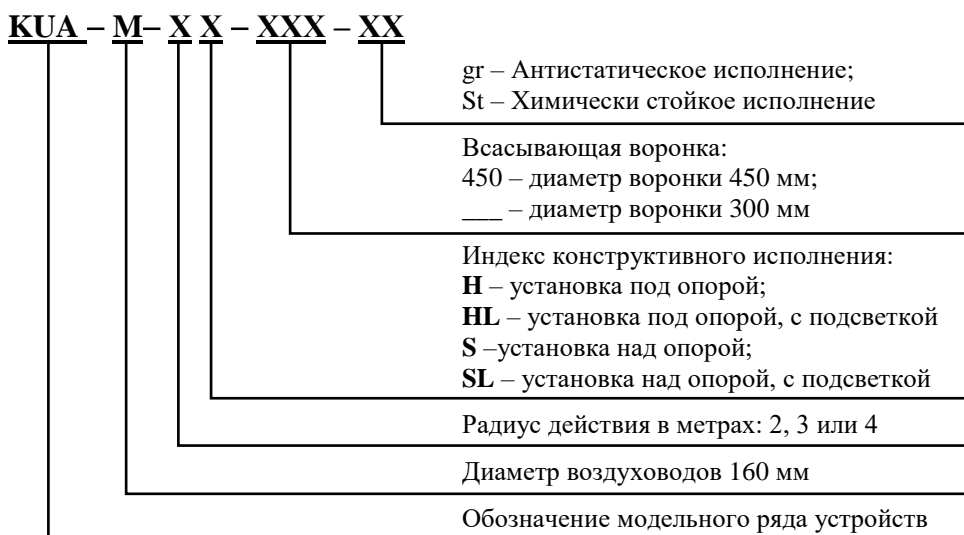 KUA – M– X X – XXX – XX
gr – Антистатическое исполнение;
St – Химически стойкое исполнение
Всасывающая воронка:
450 – диаметр воронки 450 мм;
___ – диаметр воронки 300 мм
Индекс конструктивного исполнения:
H – установка под опорой;
HL – установка под опорой, с подсветкой
S –установка над опорой;
SL – установка над опорой, с подсветкой
Радиус действия в метрах: 2, 3 или 4
Диаметр воздуховодов 160 мм
Обозначение модельного ряда устройств